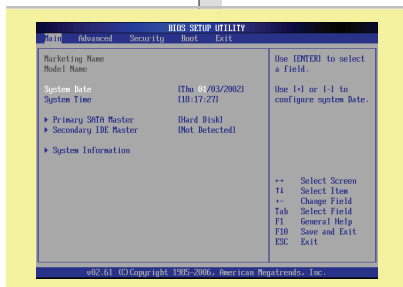 BIOS SETUP UTILITY
Main Advanced Security Boot Exit
Marketing Name
Model Name
System Date [Thu 01/03/2002]
System Time [18:17:27]
▶ Primary SATA Master [Hard Disk]
▶ Secondary IDE Master [Not Detected]
▶ System Information
Use [ENTER] to select
a field.
Use [+] or [-] to
configure system Date.
↔ Select Screen
↑↓ Select Item
+- Change Field
Tab Select Field
F1 General Help
F10 Save and Exit
ESC Exit
v02.61 (C)Copyright 1985-2006, American Megatrends, Inc.